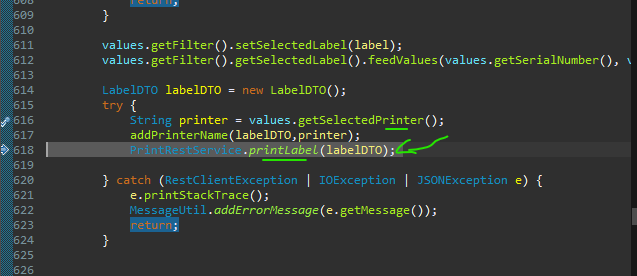 608 return;
609 }
610
611 values.getFilter().setSelectedLabel(label);
612 values.getFilter().getSelectedLabel().feedValues(values.getSerialNumber(), v
613
614 LabelDTO labelDTO = new LabelDTO();
615 try {
616 String printer = values.getSelectedPrinter();
617 addPrinterName(labelDTO,printer);
618 PrintRestService.printLabel(labelDTO);
619
620 } catch (RestClientException | IOException | JSONException e) {
621 e.printStackTrace();
622 MessageUtil.addErrorMessage(e.getMessage());
623 return;
624 }
625
626